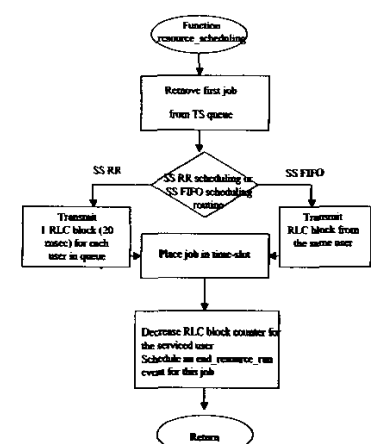 Function
resource_scheduling
Remove first job
from TS queue
SS RR
SS FIFO
SS RR scheduling or
SS FIFO scheduling
routine
Transmit
1 RLC block (20
msec) for each
user in queue
Transmit
RLC block from
the same user
Place job in time-slot
Decrease RLC block counter for
the serviced user
Schedule an end_resource_run
event for this job
Return